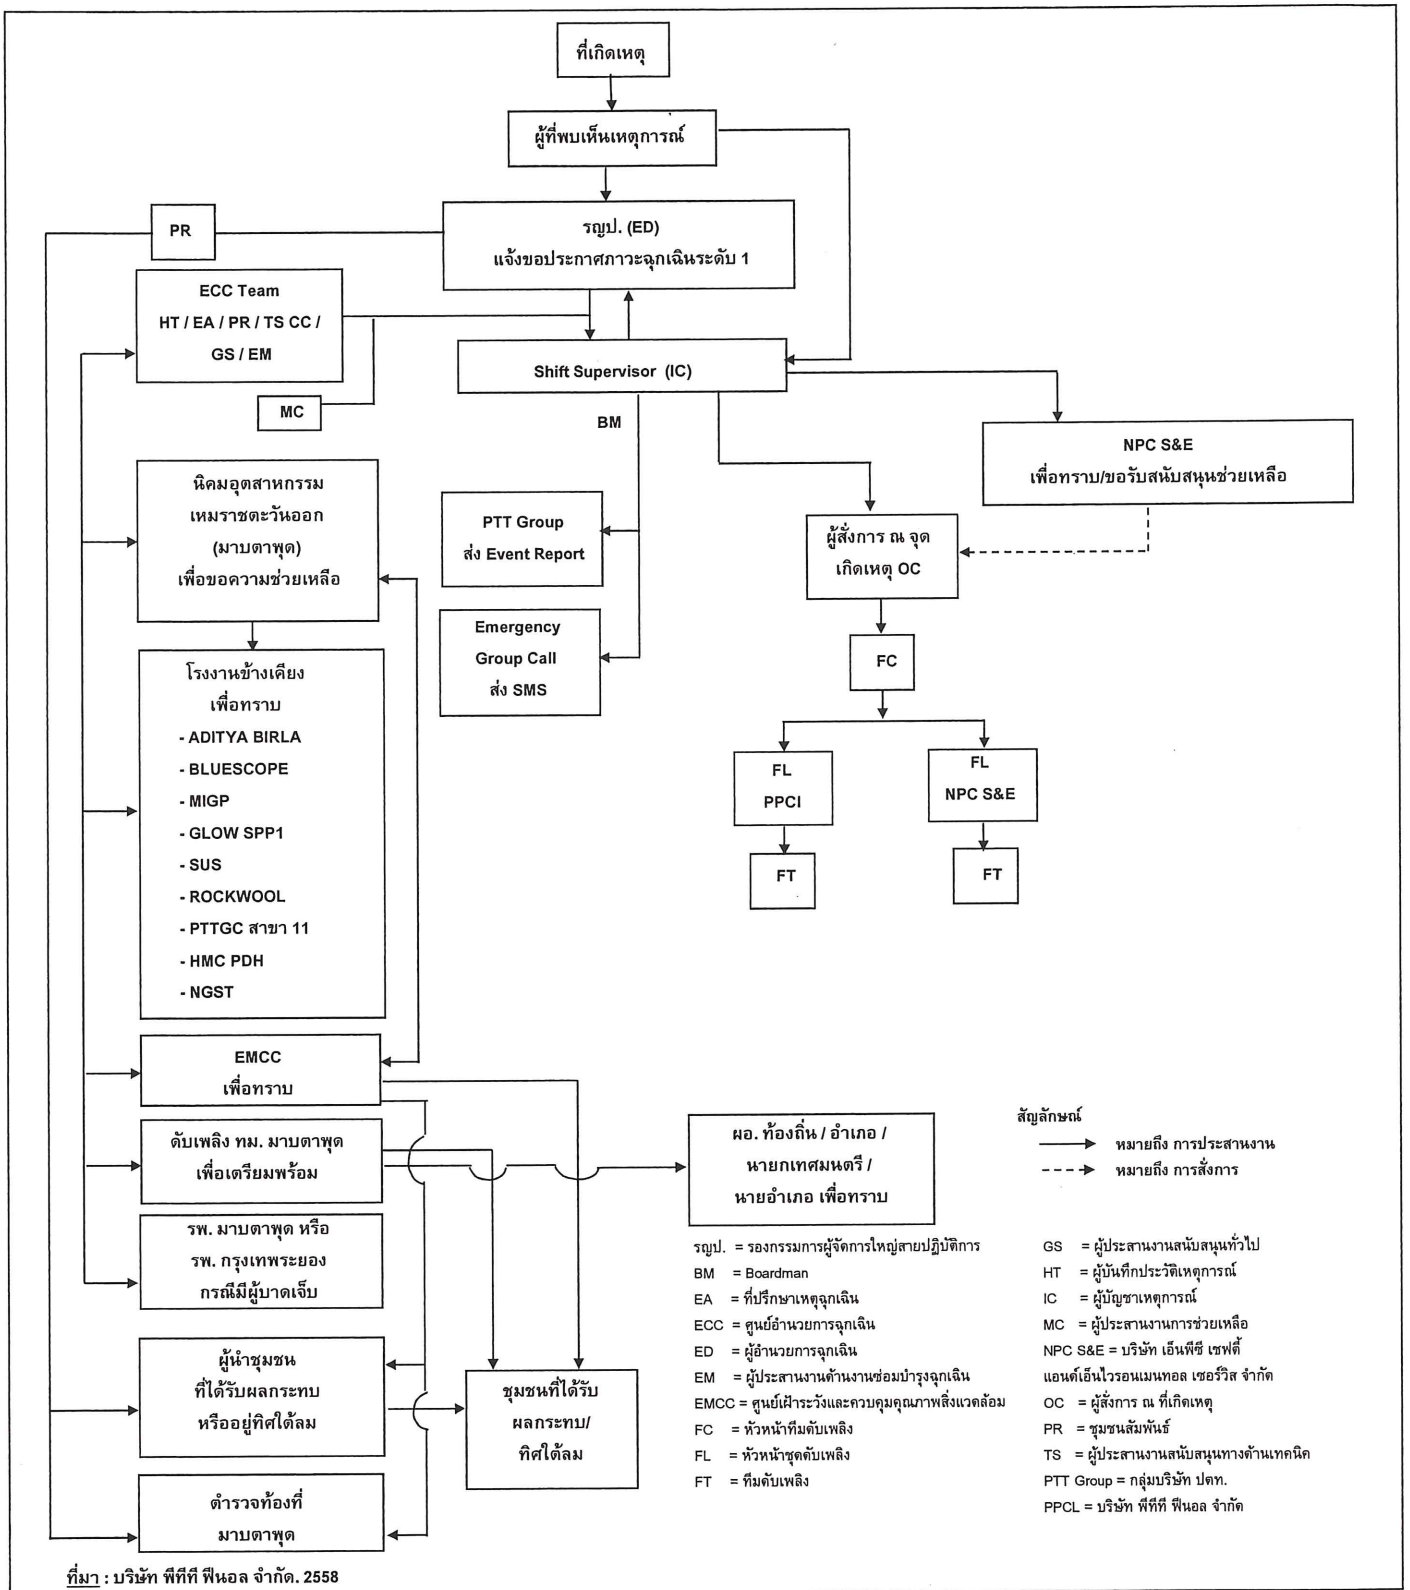 ที่เกิดเหตุ
ผู้ที่พบเห็นเหตุการณ์
PR
รญป. (ED)
แจ้งขอประกาศภาวะฉุกเฉินระดับ 1
ECC Team
HT / EA / PR / TS CC /
GS / EM
Shift Supervisor (IC)
MC
BM
NPC S&E
เพื่อทราบ/ขอรับสนับสนุนช่วยเหลือ
นิคมอุตสาหกรรม
เหมราชตะวันออก
(มาบตาพุด)
เพื่อขอความช่วยเหลือ
PTT Group
ส่ง Event Report
ผู้สั่งการ ณ จุด
เกิดเหตุ OC
Emergency
Group Call
ส่ง SMS
FC
โรงงานข้างเคียง
เพื่อทราบ
- ADITYA BIRLA
- BLUESCOPE
- MIGP
- GLOW SPP1
- SUS
- ROCKWOOL
- PTTGC สาขา 11
- HMC PDH
- NGST
FL
PPCl
FL
NPC S&E
FT
FT
EMCC
เพื่อทราบ
ดับเพลิง ทม. มาบตาพุด
เพื่อเตรียมพร้อม
ผอ. ท้องถิ่น / อำเภอ /
นายกเทศมนตรี /
นายอำเภอ เพื่อทราบ
สัญลักษณ์
หมายถึง การประสานงาน
หมายถึง การสั่งการ
รพ. มาบตาพุด หรือ
รพ. กรุงเทพระยอง
กรณีมีผู้บาดเจ็บ
ผู้นำชุมชน
ที่ได้รับผลกระทบ
หรืออยู่ทิศใต้ลม
ชุมชนที่ได้รับ
ผลกระทบ/
ทิศใต้ลม
ตำรวจท้องที่
มาบตาพุด
รญป. = รองกรรมการผู้จัดการใหญ่สายปฏิบัติการ
BM = Boardman
EA = ที่ปรึกษาเหตุฉุกเฉิน
ECC = ศูนย์อำนวยการฉุกเฉิน
ED = ผู้อำนวยการฉุกเฉิน
EM = ผู้ประสานงานด้านงานซ่อมบำรุงฉุกเฉิน
EMCC = ศูนย์เฝ้าระวังและควบคุมคุณภาพสิ่งแวดล้อม
FC = หัวหน้าทีมดับเพลิง
FL = หัวหน้าชุดดับเพลิง
FT = ทีมดับเพลิง
GS = ผู้ประสานงานสนับสนุนทั่วไป
HT = ผู้บันทึกประวัติเหตุการณ์
IC = ผู้บัญชาเหตุการณ์
MC = ผู้ประสานงานการช่วยเหลือ
NPC S&E = บริษัท เอ็นพีซี เซฟตี้
แอนด์เอ็นไวรอนเมนทอล เซอร์วิส จำกัด
OC = ผู้สั่งการ ณ ที่เกิดเหตุ
PR = ชุมชนสัมพันธ์
TS = ผู้ประสานงานสนับสนุนทางด้านเทคนิค
PTT Group = กลุ่มบริษัท ปตท.
PPCL = บริษัท พีทีที ฟีนอล จำกัด
ที่มา : บริษัท พีทีที ฟีนอล จำกัด. 2558